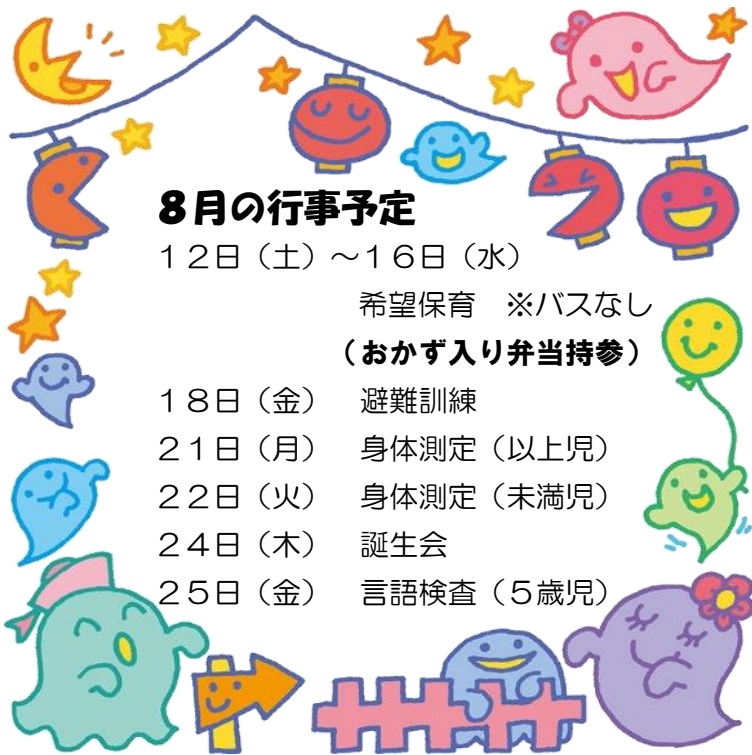 ８月の行事予定
１２日（土）～１６日（水）
希望保育　※バスなし
（おかず入り弁当持参）
１８日（金）　避難訓練
２１日（月）　身体測定（以上児）
２２日（火）　身体測定（未満児）
２４日（木）　誕生会
２５日（金）　言語検査（５歳児）